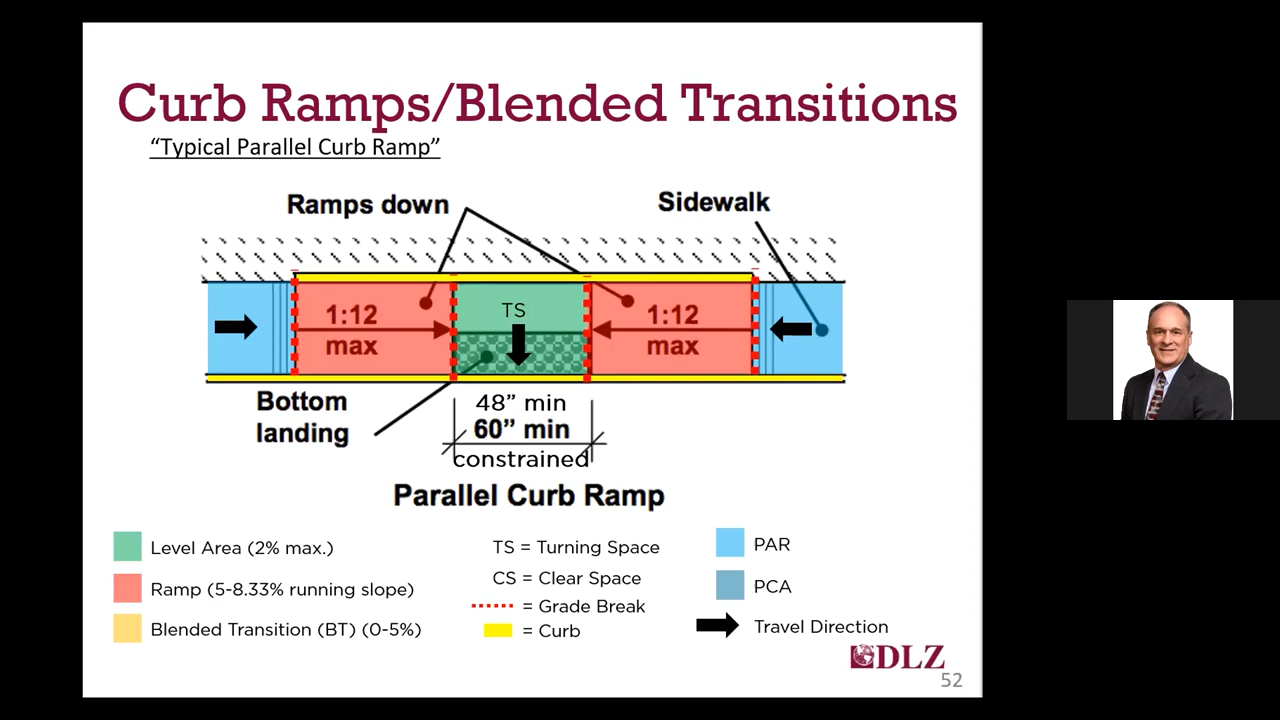 Curb Ramps/Blended Transitions
“Typical Parallel Curb Ramp”
Ramps down
Sidewalk
1:12
max
TS
1:12
max
Bottom
landing
48” min
60” min
constrained
Parallel Curb Ramp
Level Area (2% max.)
Ramp (5-8.33% running slope)
Blended Transition (BT) (0-5%)
TS = Turning Space
CS = Clear Space
= Grade Break
= Curb
PAR
PCA
Travel Direction
DLZ
52